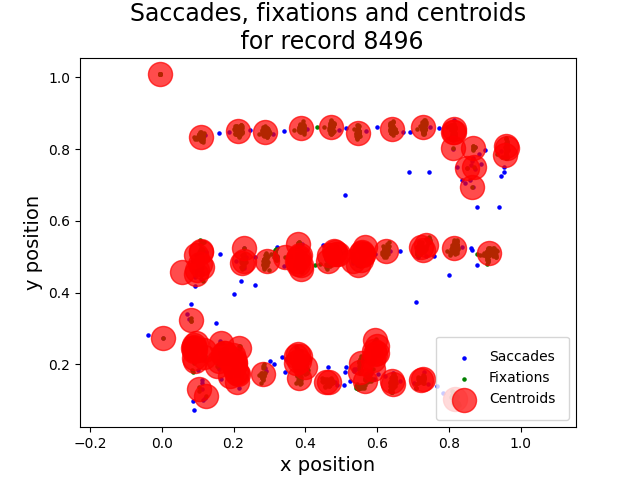 Saccades, fixations and centroids
for record 8496
y position
1.0
0.8
0.6
0.4
0.2
−0.2
0.0
0.2
0.4
0.6
0.8
1.0
x position
Saccades
Fixations
Centroids